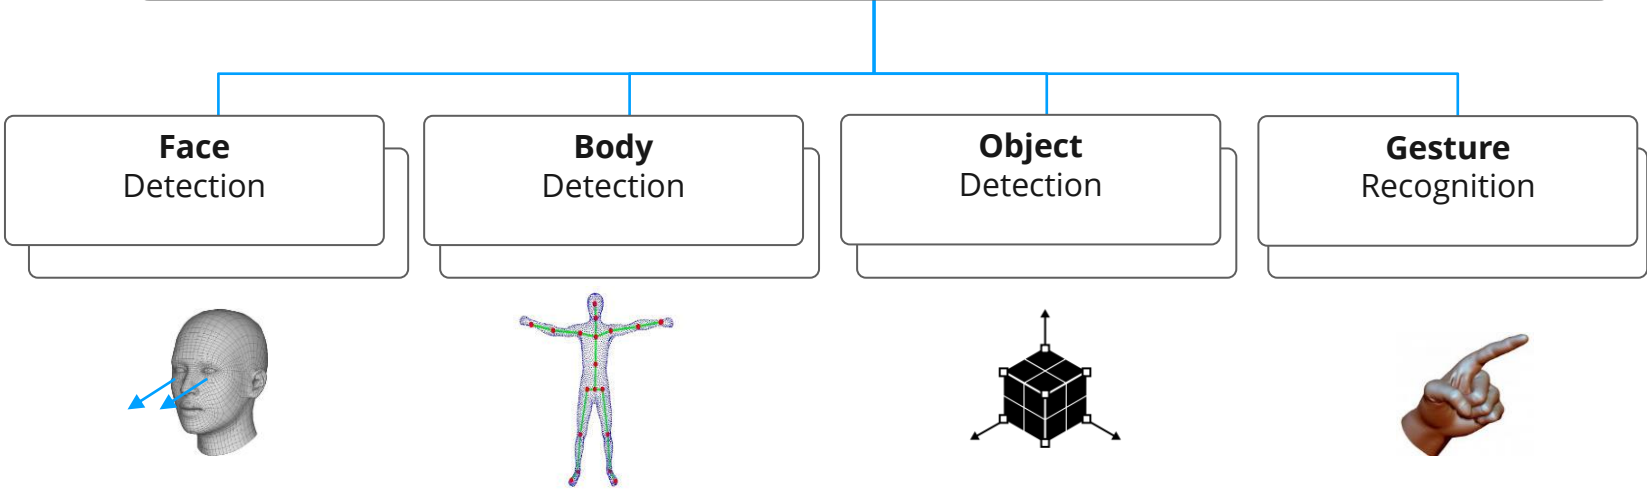 Face
Detection
Body
Detection
Object
Detection
Gesture
Recognition